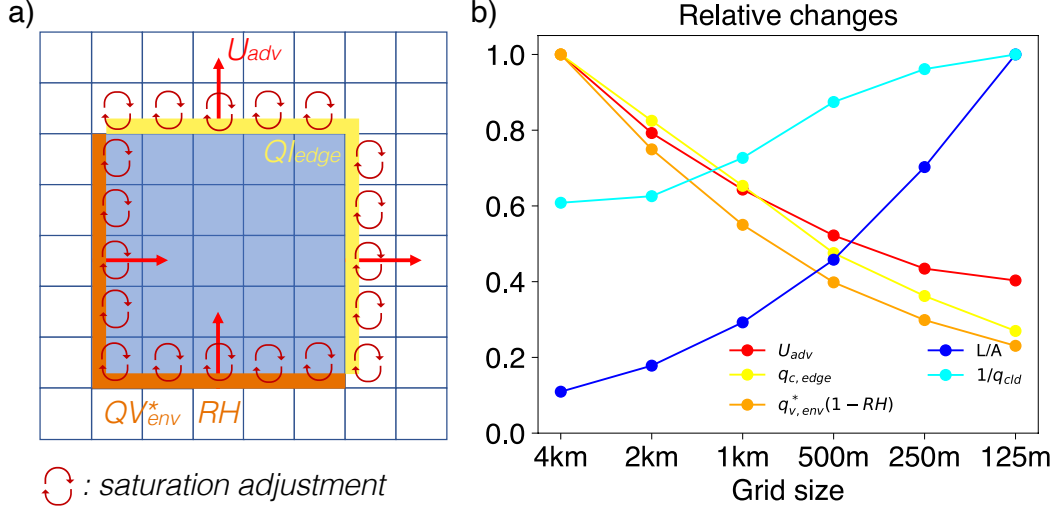 a)
U_adv
QI_edge
QV*_env RH
: saturation adjustment
b)
Relative changes
1.0
0.8
0.6
0.4
0.2
0.0
U_adv
q_c, edge
q*_v, env(1 − RH)
L/A
1/q_cld
4km 2km 1km 500m 250m 125m
Grid size